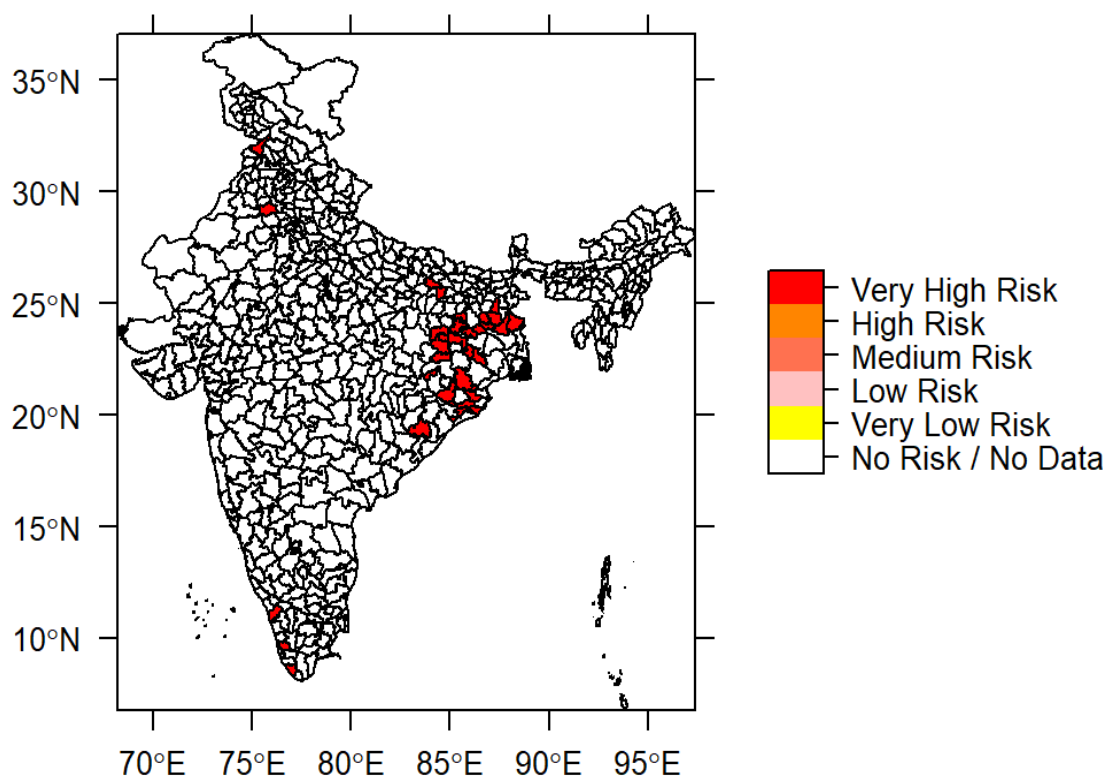 35°N
30°N
25°N
20°N
15°N
10°N
70°E 75°E 80°E 85°E 90°E 95°E
Very High Risk
High Risk
Medium Risk
Low Risk
Very Low Risk
No Risk / No Data